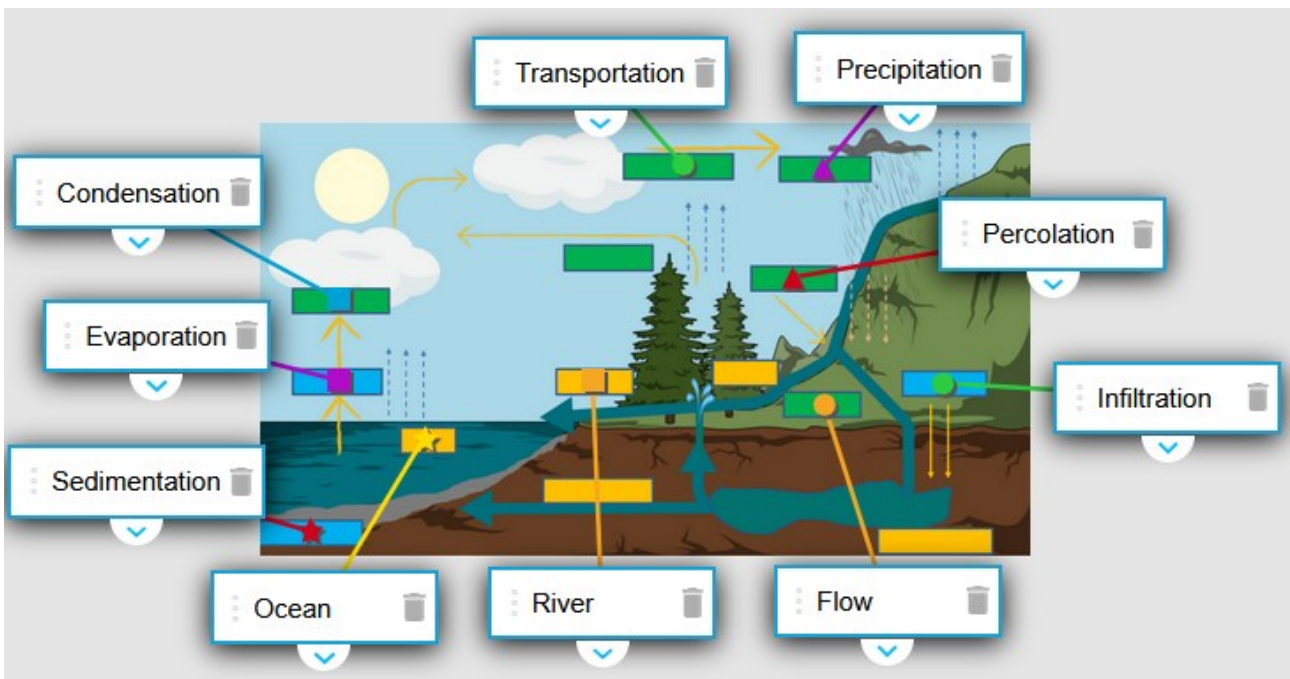 Transportation
Precipitation
Condensation
Percolation
Evaporation
Infiltration
Sedimentation
Ocean
River
Flow